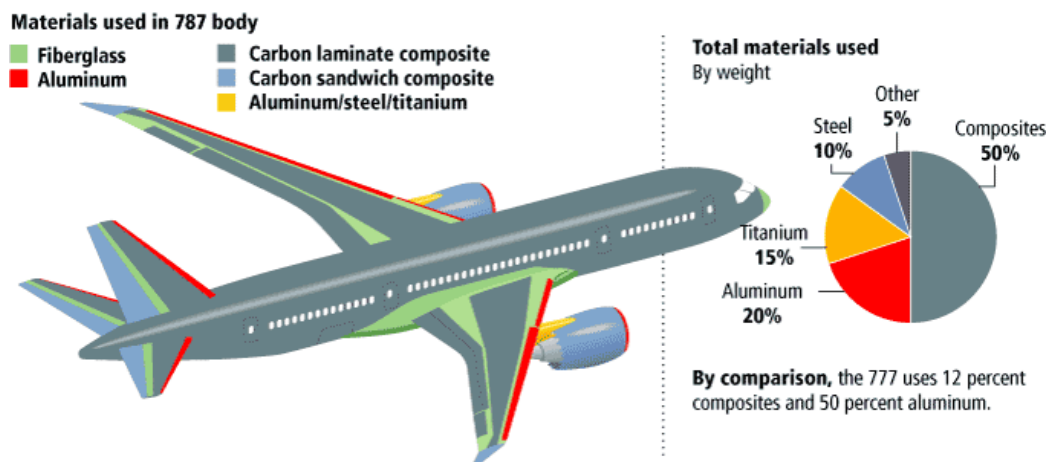 Materials used in 787 body
Fiberglass
Aluminum
Carbon laminate composite
Carbon sandwich composite
Aluminum/steel/titanium
Total materials used
By weight
Other
5%
Steel
10%
Composites
50%
Titanium
15%
Aluminum
20%
By comparison, the 777 uses 12 percent
composites and 50 percent aluminum.